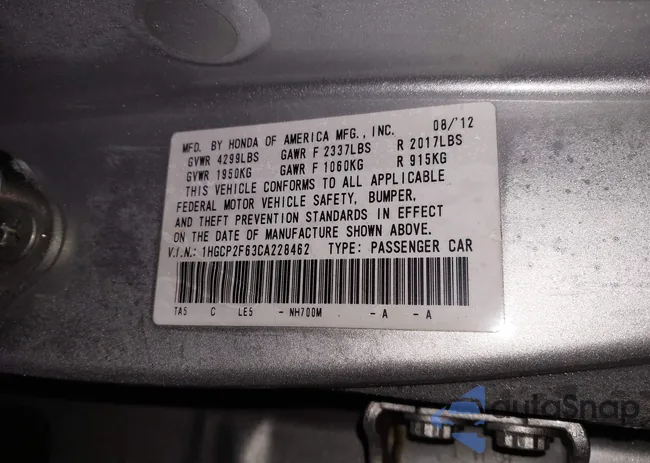 MFD. BY HONDA OF AMERICA MFG., INC. 08/'12
GVWR 4299LBS GAWR F 2337LBS R 2017LBS
GVWR 1950KG GAWR F 1060KG R 915KG
THIS VEHICLE CONFORMS TO ALL APPLICABLE
FEDERAL MOTOR VEHICLE SAFETY, BUMPER,
AND THEFT PREVENTION STANDARDS IN EFFECT
ON THE DATE OF MANUFACTURE SHOWN ABOVE.
V.I.N.: 1HGCP2F63CA228462 TYPE: PASSENGER CAR
TA5 C LE5 - NH700M - A - A
autoSnap